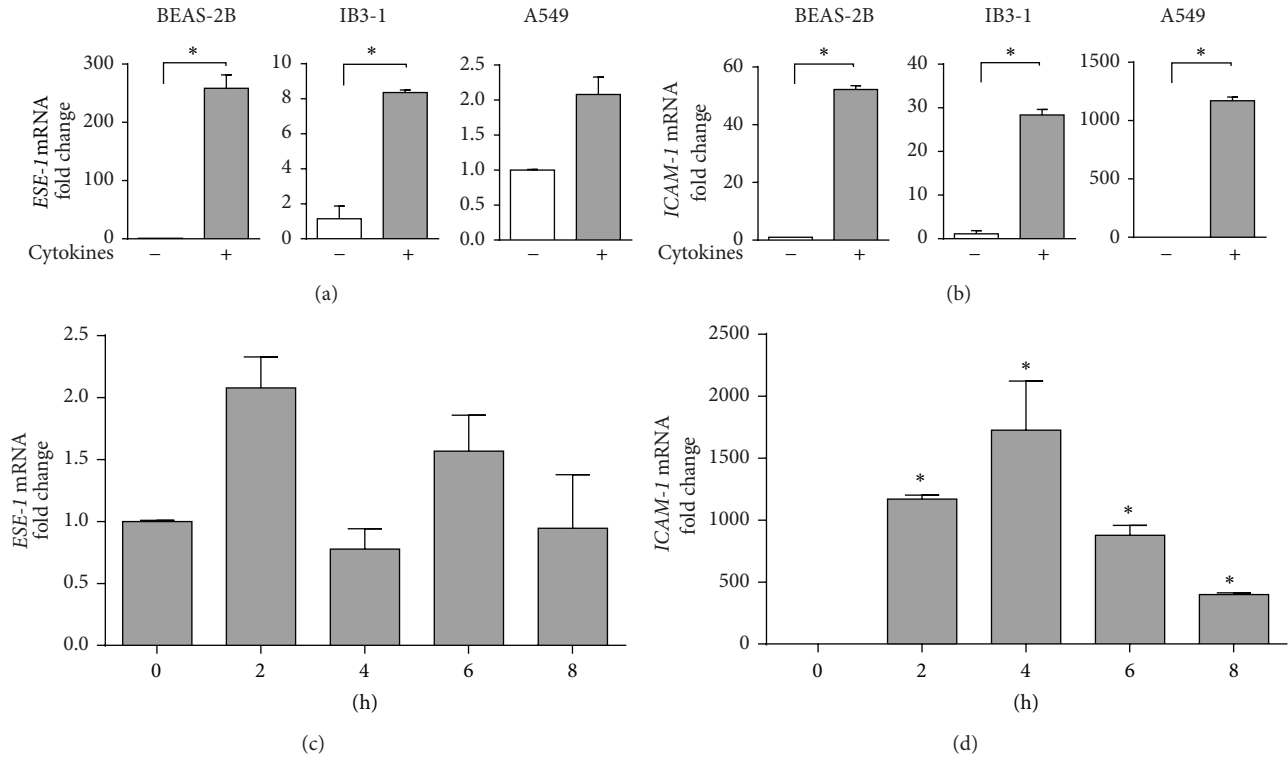 BEAS-2B IB3-1 A549
ESE-1 mRNA
fold change
300
200
100
0
*
10
8
6
4
2
0
*
2.5
2.0
1.5
1.0
0.5
0.0
Cytokines − + − + − +
(a)
BEAS-2B IB3-1 A549
ICAM-1 mRNA
fold change
60
40
20
0
*
40
30
20
10
0
*
1500
1000
500
0
*
Cytokines − + − + − +
(b)
ESE-1 mRNA
fold change
2.5
2.0
1.5
1.0
0.5
0.0
0 2 4 6 8
(h)
(c)
ICAM-1 mRNA
fold change
2500
2000
1500
1000
500
0
* * * *
0 2 4 6 8
(h)
(d)